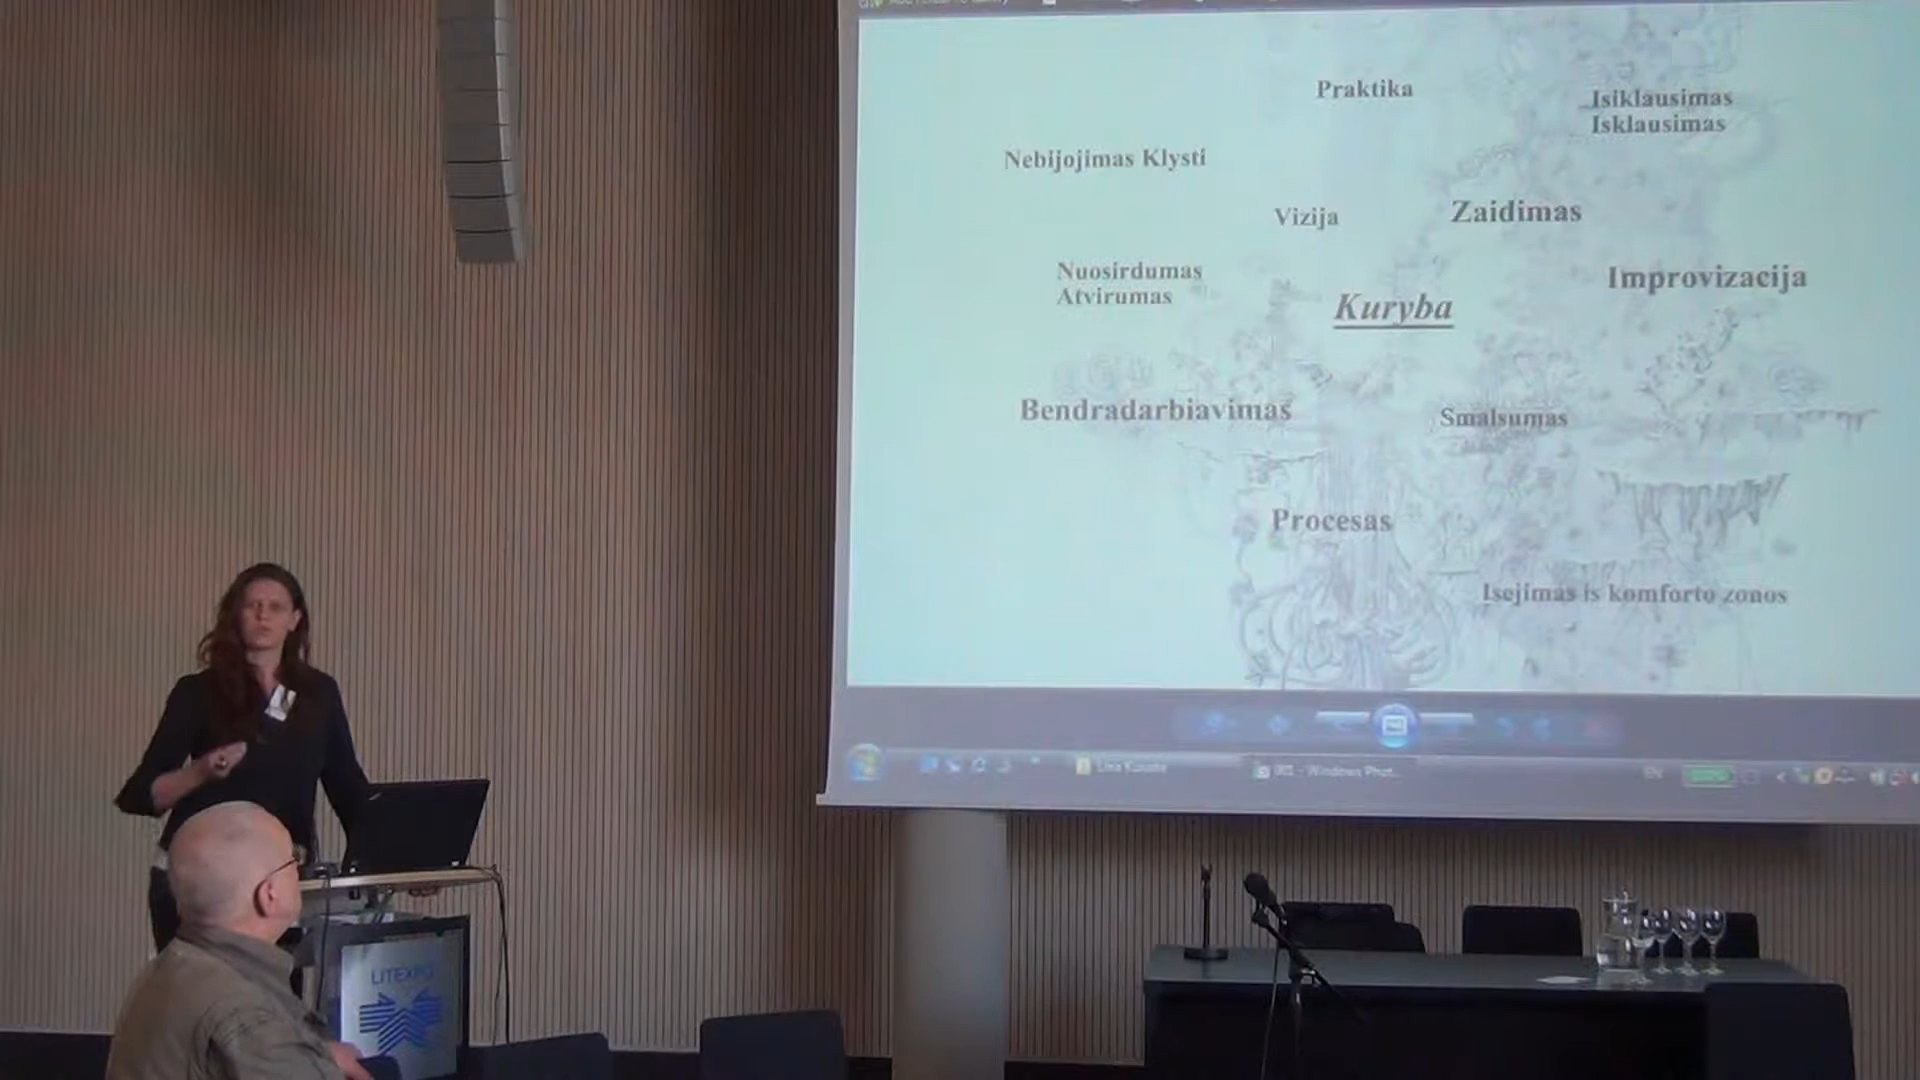 Praktika
Isiklausimas
Isklausimas
Nebijojimas Klysti
Vizija
Zaidimas
Nuosirdumas
Atvirumas
Improvizacija
Kuryba
Bendradarbiavimas
Smalsumas
Procesas
Isejimas is komforto zonos
EN
LITEXPO